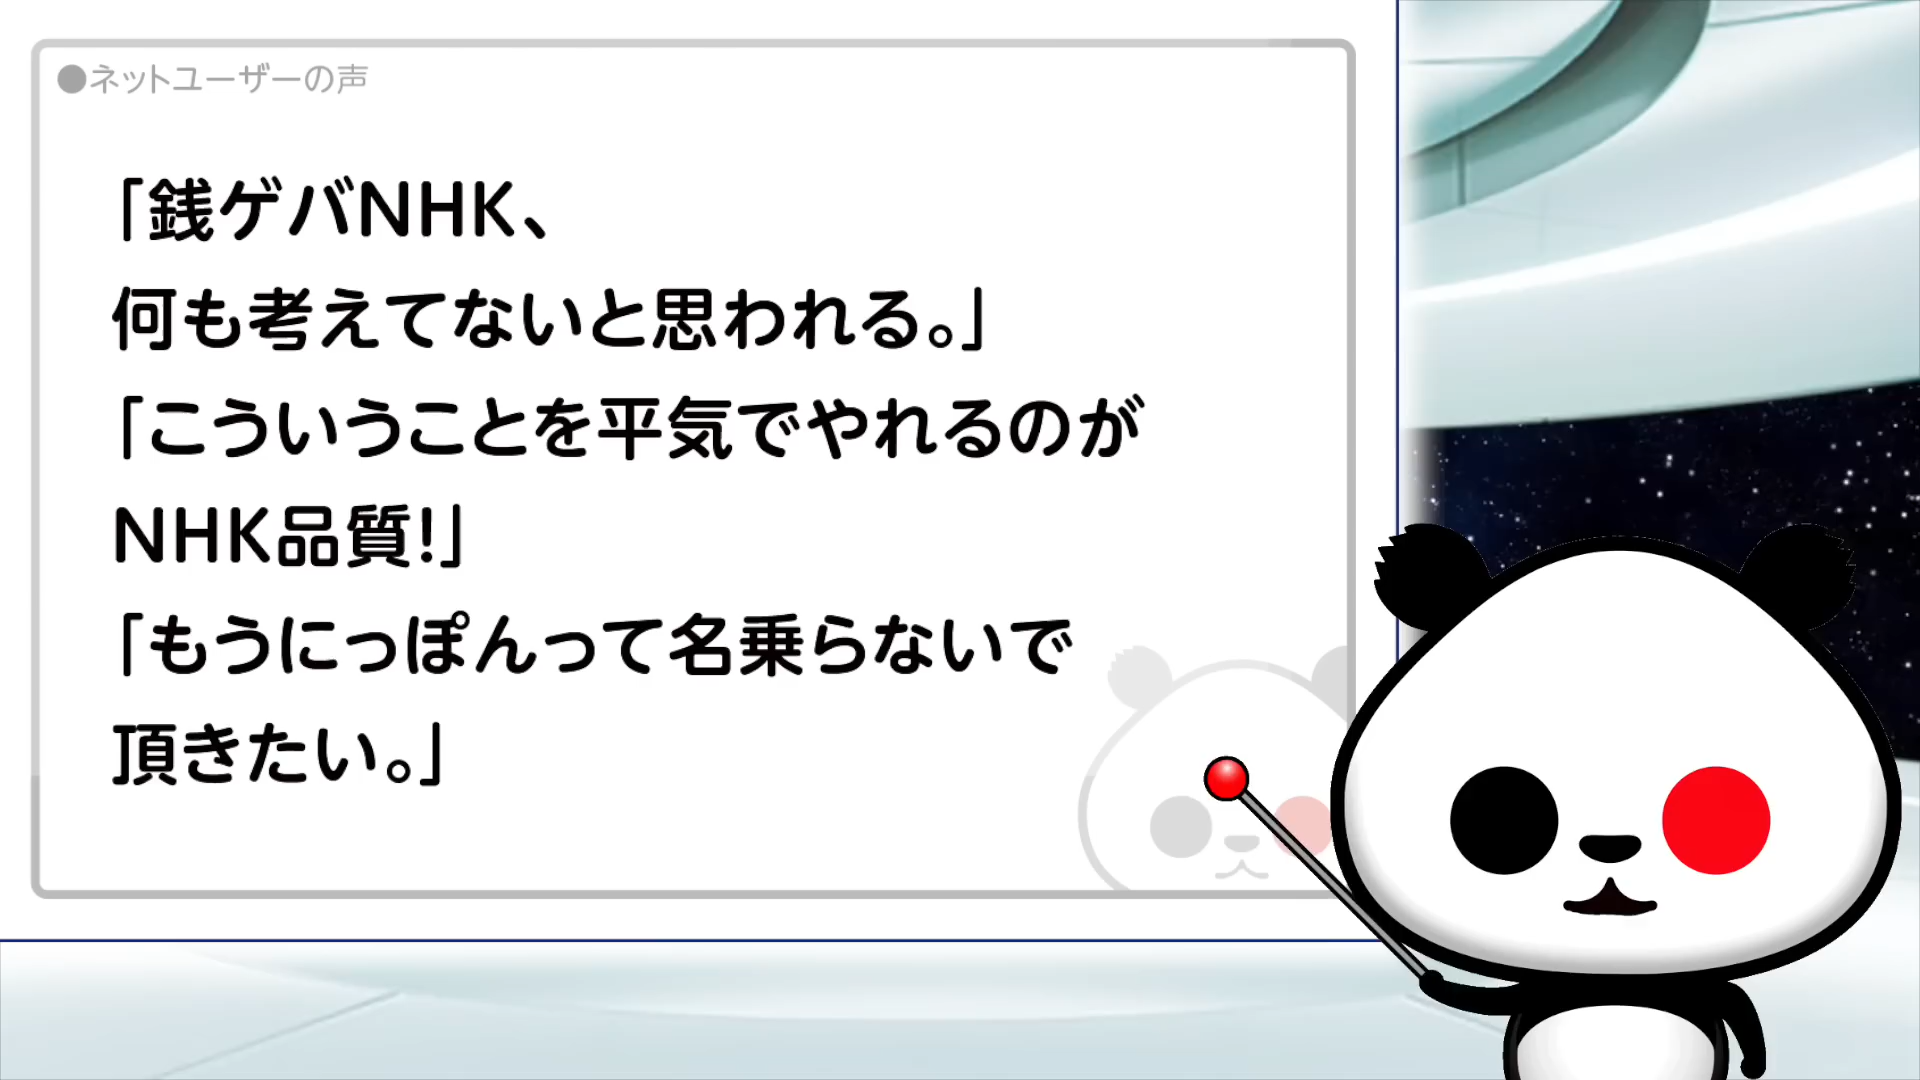 ●ネットユーザーの声
「銭ゲバNHK、
何も考えてないと思われる。」
「こういうことを平気でやれるのが
NHK品質!」
「もうにっぽんって名乗らないで
頂きたい。」